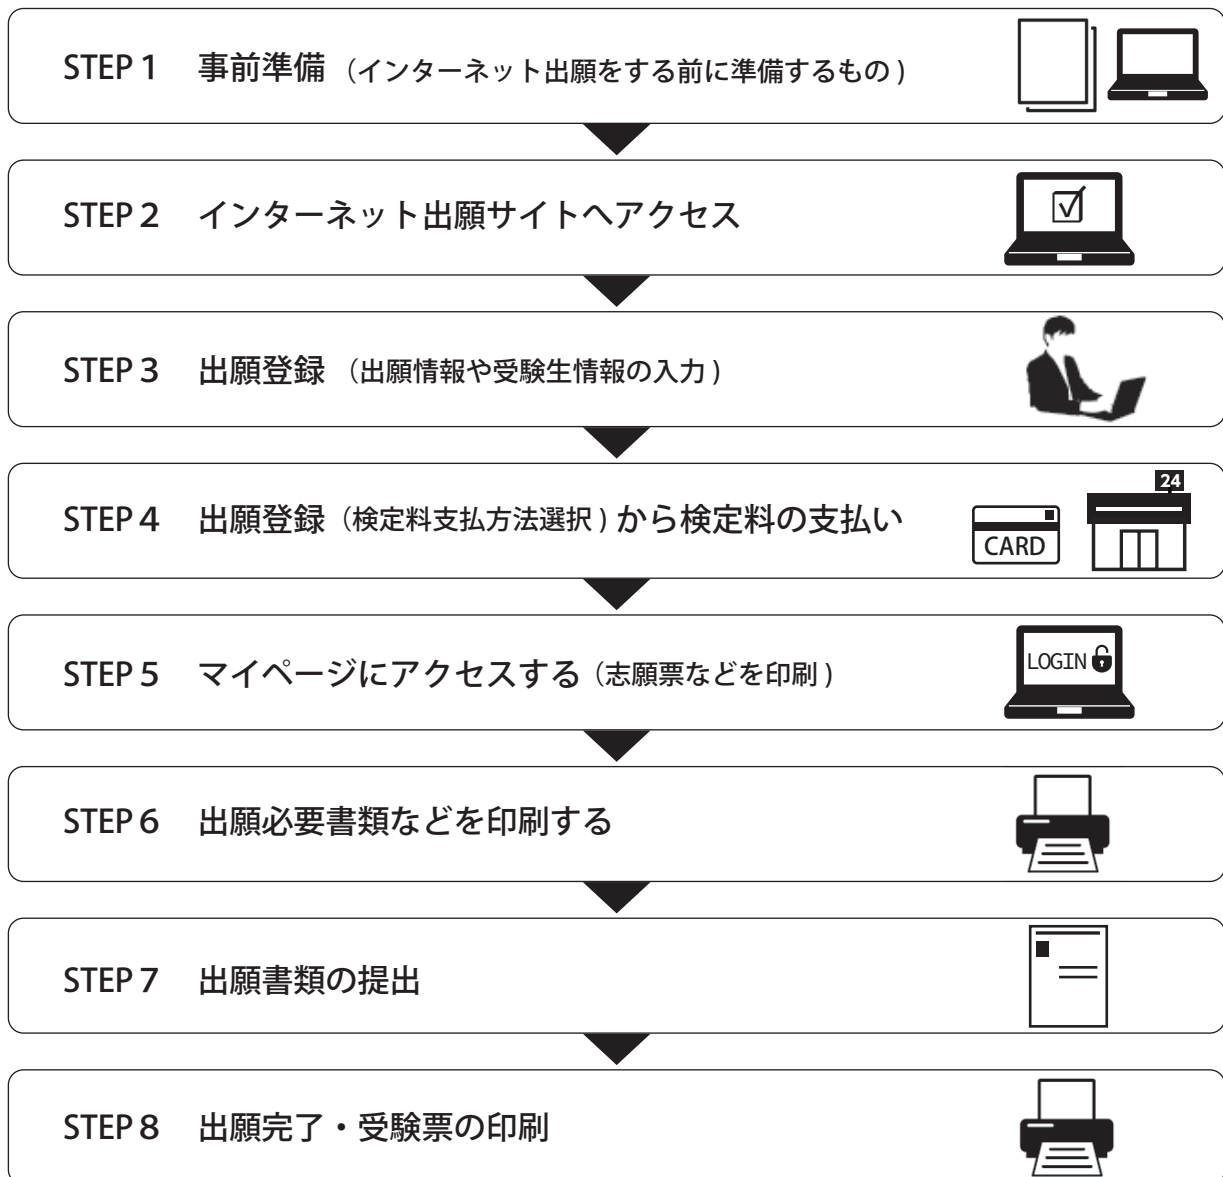 STEP 1 事前準備 （インターネット出願をする前に準備するもの )
STEP 2 インターネット出願サイトへアクセス
STEP 3 出願登録 （出願情報や受験生情報の入力 )
STEP 4 出願登録（検定料支払方法選択 ) から検定料の支払い
24
CARD
STEP 5 マイページにアクセスする（志願票などを印刷 )
LOGIN
STEP 6 出願必要書類などを印刷する
STEP 7 出願書類の提出
STEP 8 出願完了・受験票の印刷